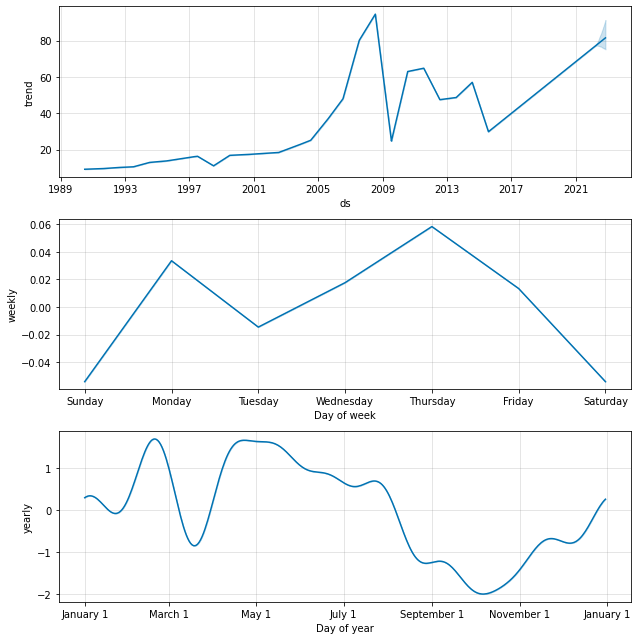 trend
80
60
40
20
1989 1993 1997 2001 2005 2009 2013 2017 2021
ds
weekly
0.06
0.04
0.02
0.00
−0.02
−0.04
Sunday Monday Tuesday Wednesday Thursday Friday Saturday
Day of week
yearly
1
0
−1
−2
January 1 March 1 May 1 July 1 September 1 November 1 January 1
Day of year